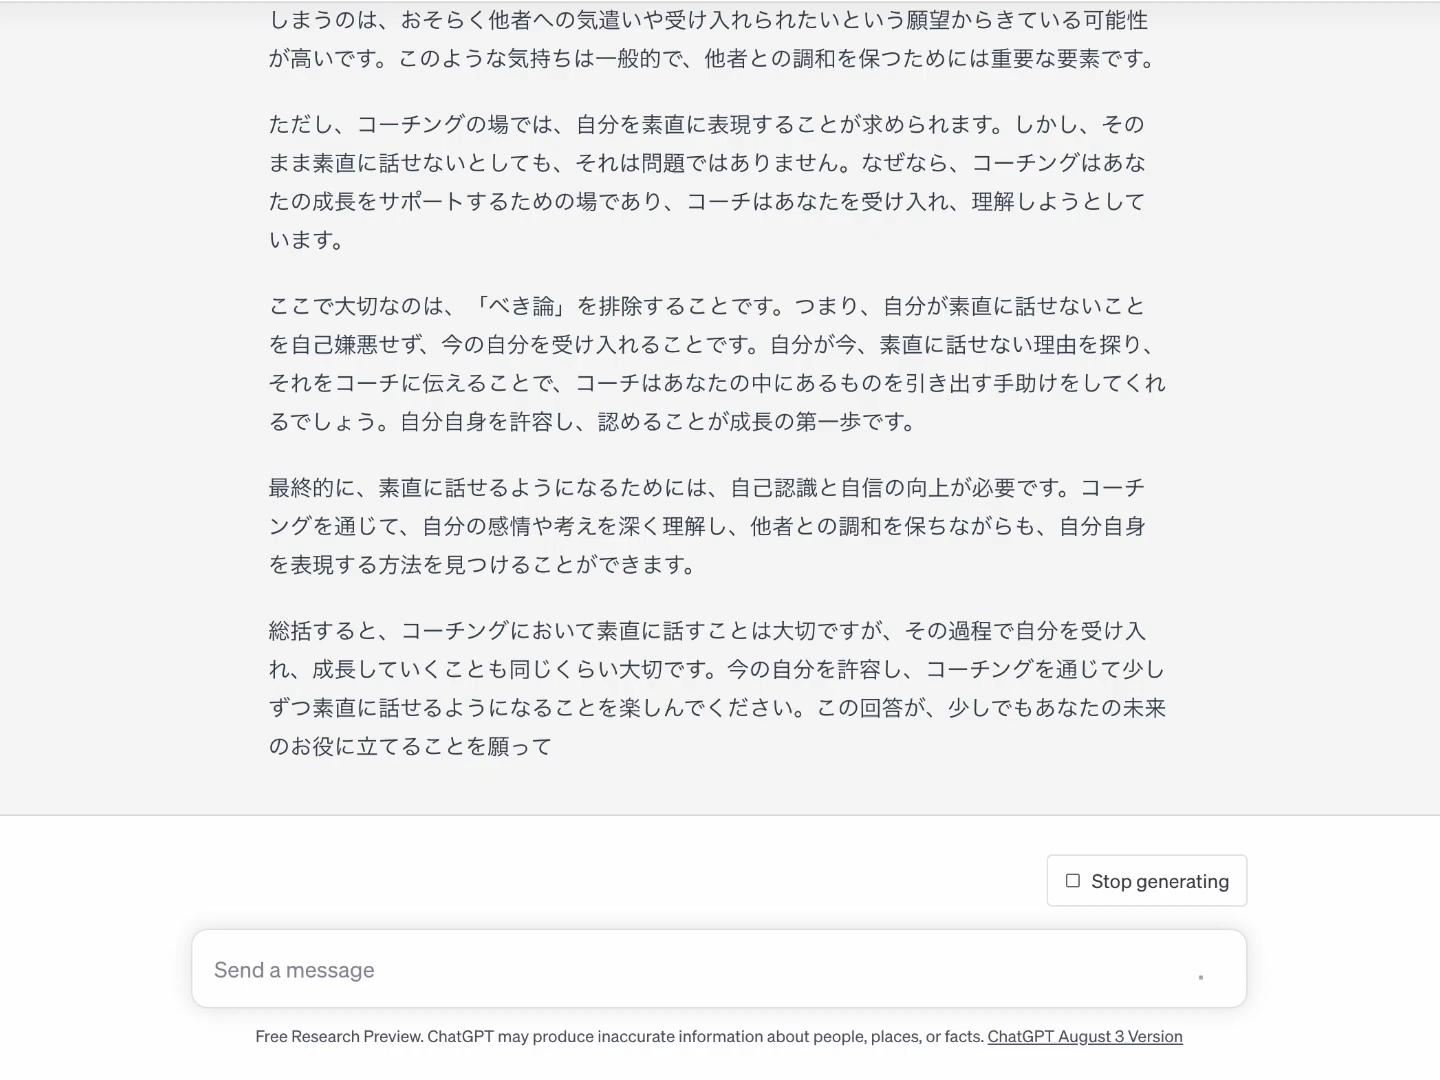 しまうのは、おそらく他者への気遣いや受け入れられたいという願望からきている可能性
が高いです。このような気持ちは一般的で、他者との調和を保つためには重要な要素です。
ただし、コーチングの場では、自分を素直に表現することが求められます。しかし、その
まま素直に話せないとしても、それは問題ではありません。なぜなら、コーチングはあな
たの成長をサポートするための場であり、コーチはあなたを受け入れ、理解しようとして
います。
ここで大切なのは、「べき論」を排除することです。つまり、自分が素直に話せないこと
を自己嫌悪せず、今の自分を受け入れることです。自分が今、素直に話せない理由を探り、
それをコーチに伝えることで、コーチはあなたの中にあるものを引き出す手助けをしてくれ
るでしょう。自分自身を許容し、認めることが成長の第一歩です。
最終的に、素直に話せるようになるためには、自己認識と自信の向上が必要です。コーチ
ングを通じて、自分の感情や考えを深く理解し、他者との調和を保ちながらも、自分自身
を表現する方法を見つけることができます。
総括すると、コーチングにおいて素直に話すことは大切ですが、その過程で自分を受け入
れ、成長していくことも同じくらい大切です。今の自分を許容し、コーチングを通じて少し
ずつ素直に話せるようになることを楽しんでください。この回答が、少しでもあなたの未来
のお役に立てることを願って
Stop generating
Send a message
Free Research Preview. ChatGPT may produce inaccurate information about people, places, or facts. ChatGPT August 3 Version